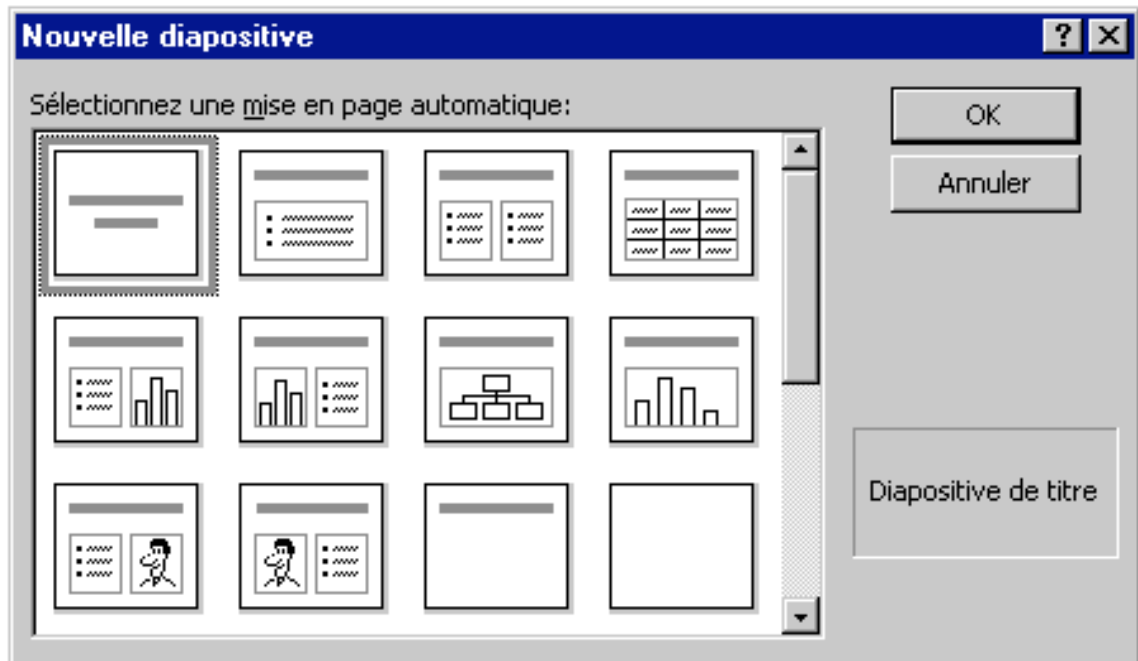 Nouvelle diapositive
Sélectionnez une mise en page automatique:
OK
Annuler
Diapositive de titre